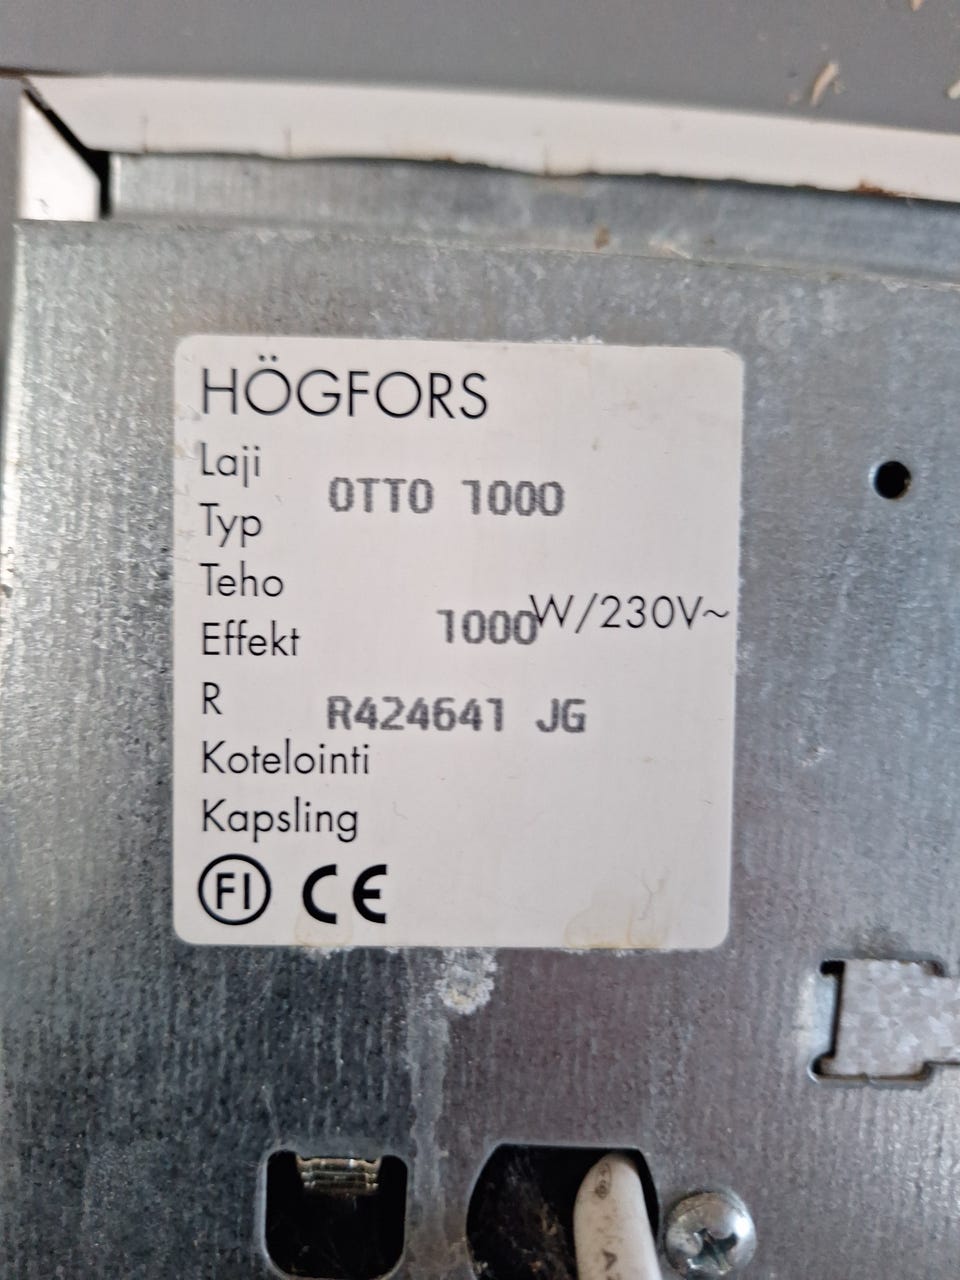 HÖGFORS
Laji
OTTO 1000
Typ
Teho
1000W/230V~
Effekt
R R424641 JG
Kotelointi
Kapsling
FI CE